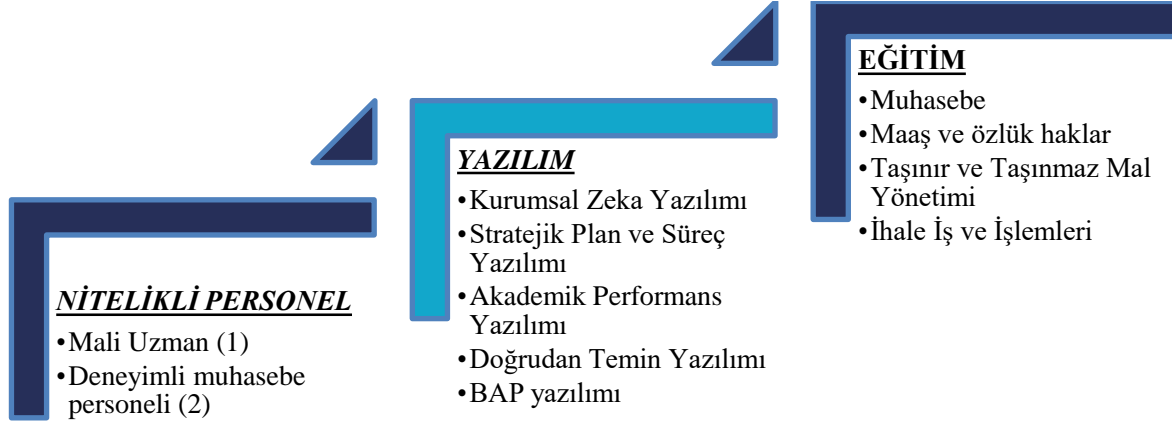 NİTELİKLİ PERSONEL
•Mali Uzman (1)
•Deneyimli muhasebe
personeli (2)
YAZILIM
•Kurumsal Zeka Yazılımı
•Stratejik Plan ve Süreç
Yazılımı
•Akademik Performans
Yazılımı
•Doğrudan Temin Yazılımı
•BAP yazılımı
EĞİTİM
•Muhasebe
•Maaş ve özlük haklar
•Taşınır ve Taşınmaz Mal
Yönetimi
•İhale İş ve İşlemleri